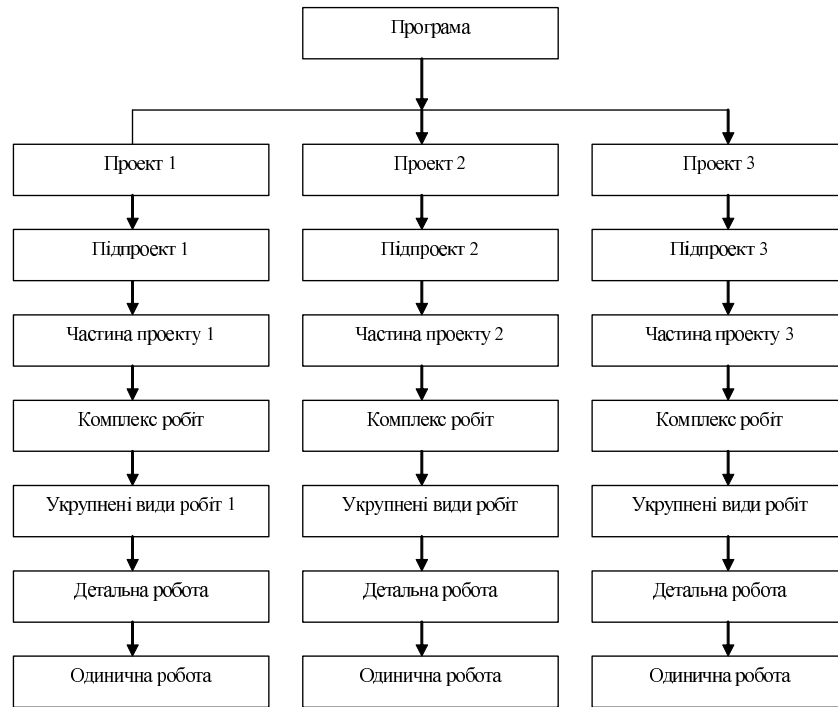 Програма
Проект 1
Проект 2
Проект 3
Підпроект 1
Підпроект 2
Підпроект 3
Частина проекту 1
Частина проекту 2
Частина проекту 3
Комплекс робіт
Комплекс робіт
Комплекс робіт
Укрупнені види робіт 1
Укрупнені види робіт
Укрупнені види робіт
Детальна робота
Детальна робота
Детальна робота
Одинична робота
Одинична робота
Одинична робота